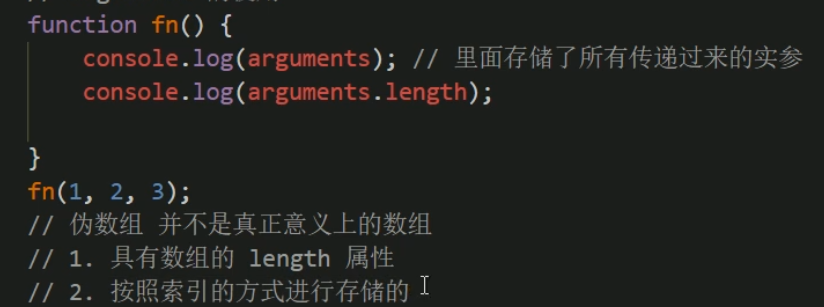 function fn() {
console.log(arguments); // 里面存储了所有传递过来的实参
console.log(arguments.length);
}
fn(1, 2, 3);
// 伪数组 并不是真正意义上的数组
// 1. 具有数组的 length 属性
// 2. 按照索引的方式进行存储的